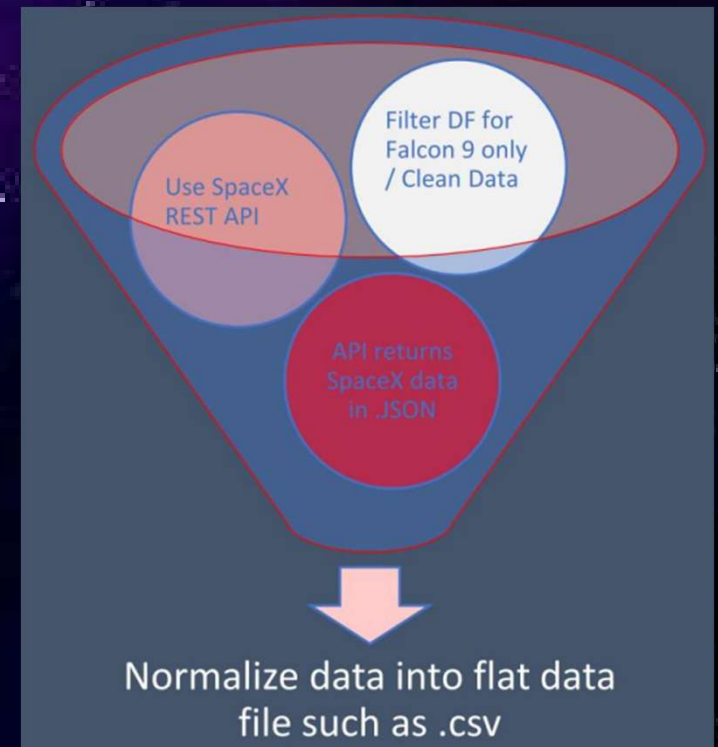 Use SpaceX
REST API
Filter DF for
Falcon 9 only
/ Clean Data
API returns
SpaceX data
in .JSON
Normalize data into flat data
file such as .csv